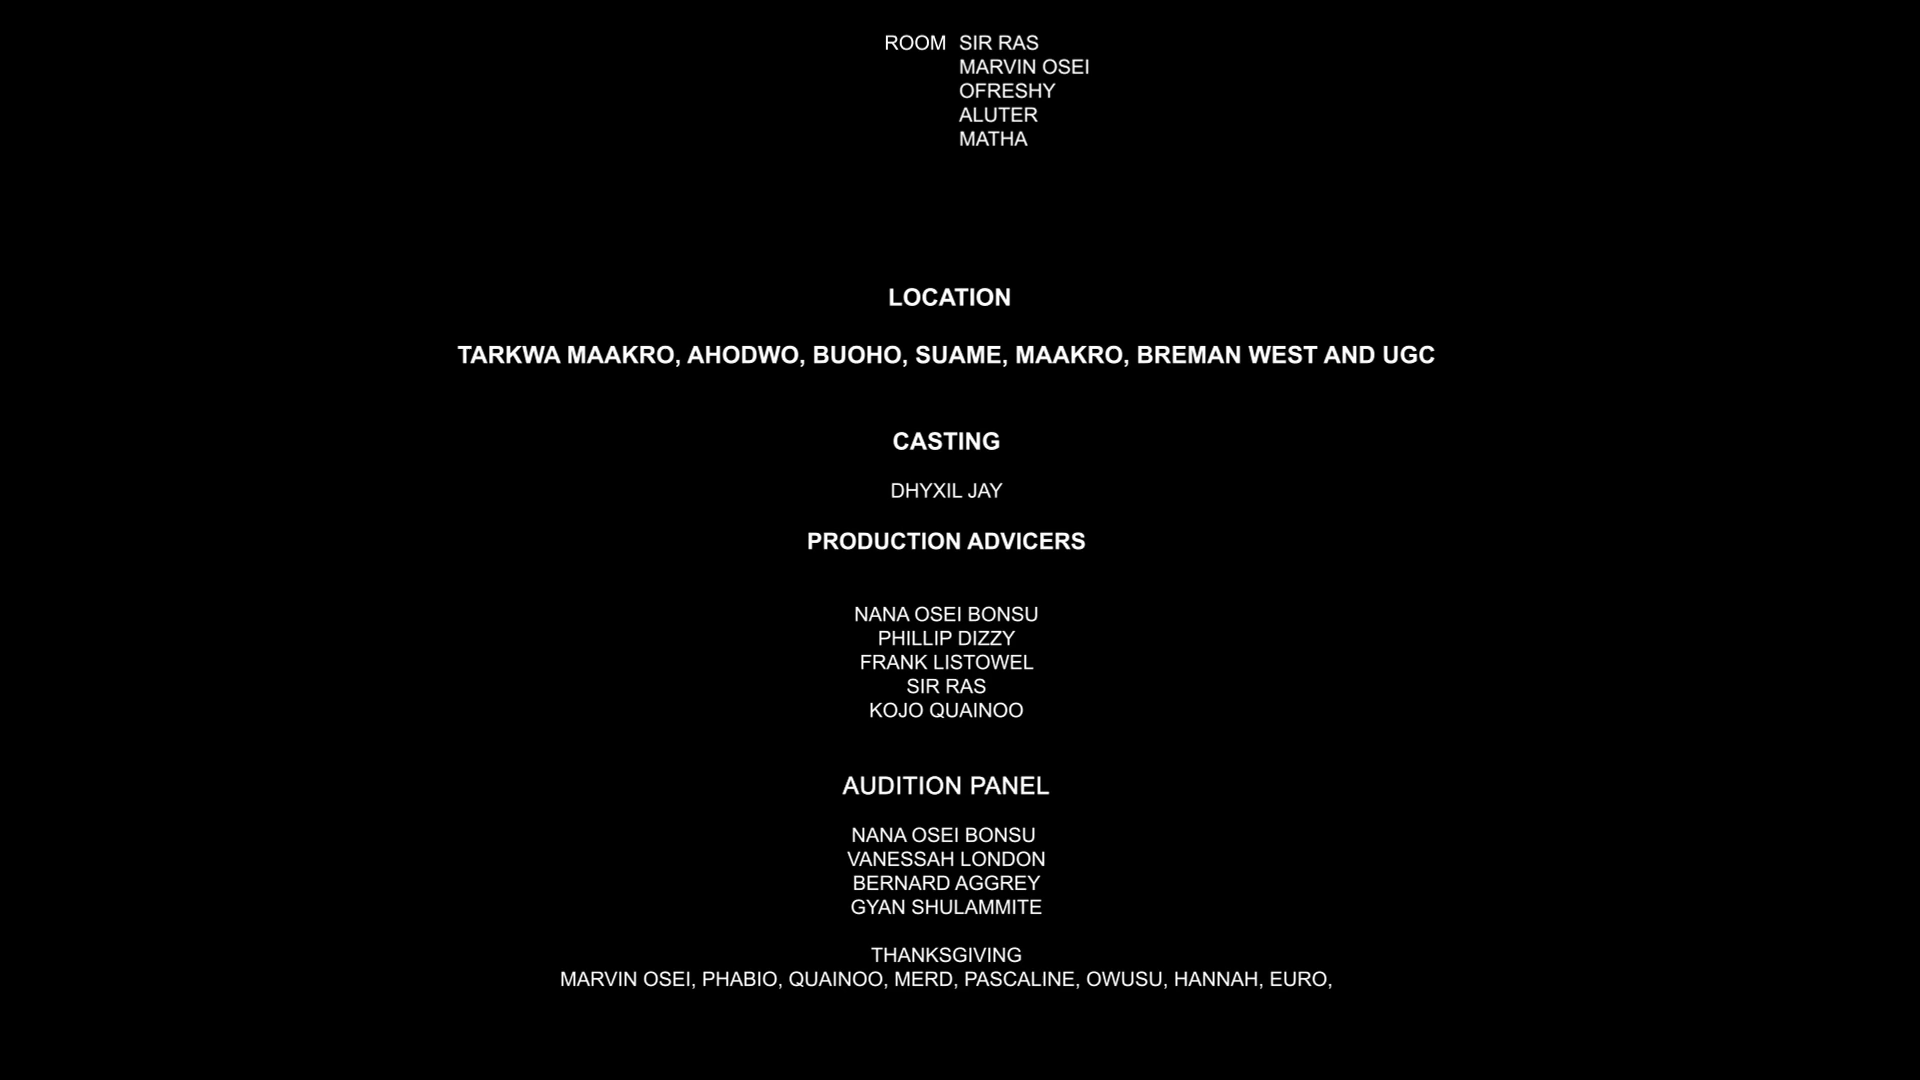 ROOM SIR RAS
MARVIN OSEI
OFRESHY
ALUTER
MATHA
LOCATION
TARKWA MAAKRO, AHODWO, BUOHO, SUAME, MAAKRO, BREMAN WEST AND UGC
CASTING
DHYXIL JAY
PRODUCTION ADVICERS
NANA OSEI BONSU
PHILLIP DIZZY
FRANK LISTOWEL
SIR RAS
KOJO QUAINOO
AUDITION PANEL
NANA OSEI BONSU
VANESSAH LONDON
BERNARD AGGREY
GYAN SHULAMMITE
THANKSGIVING
MARVIN OSEI, PHABIO, QUAINOO, MERD, PASCALINE, OWUSU, HANNAH, EURO,